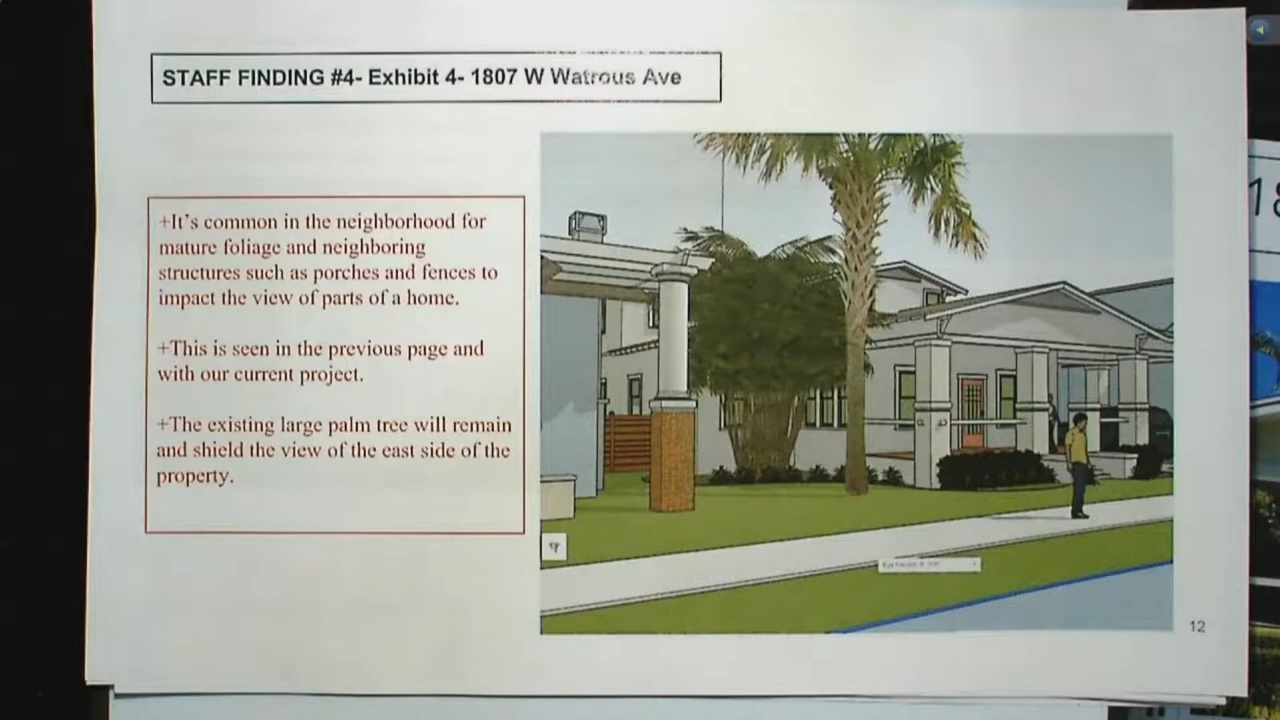 STAFF FINDING #4- Exhibit 4- 1807 W Watrous Ave
+It's common in the neighborhood for
mature foliage and neighboring
structures such as porches and fences to
impact the view of parts of a home.
+This is seen in the previous page and
with our current project.
+The existing large palm tree will remain
and shield the view of the east side of the
property.
12